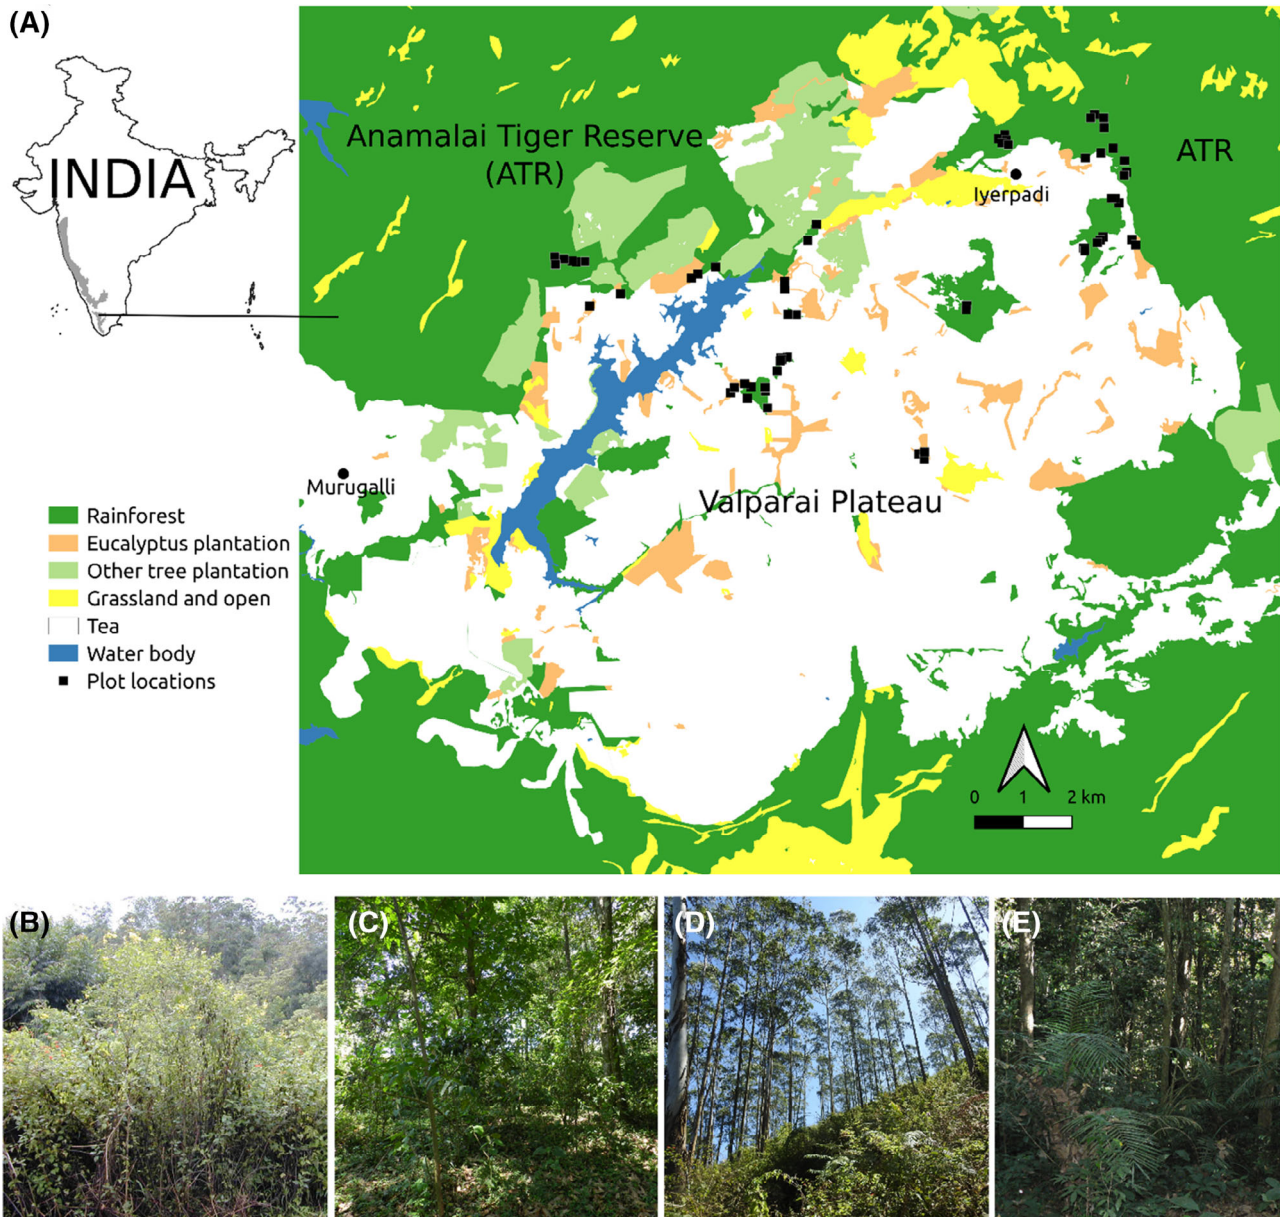 (A)
INDIA
Anamalai Tiger Reserve
(ATR)
ATR
Iyerpadi
Murugalli
Valparai Plateau
Rainforest
Eucalyptus plantation
Other tree plantation
Grassland and open
Tea
Water body
Plot locations
0 1 2 km
(B)
(C)
(D)
(E)